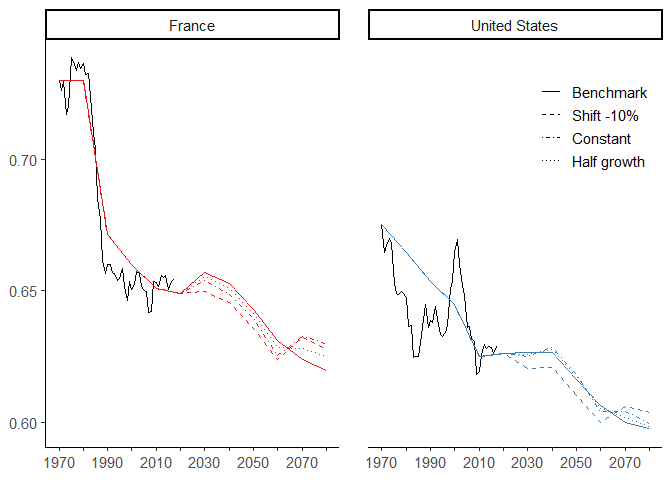 France
United States
Benchmark
Shift -10%
Constant
Half growth
0.70
0.65
0.60
1970 1990 2010 2030 2050 2070
1970 1990 2010 2030 2050 2070